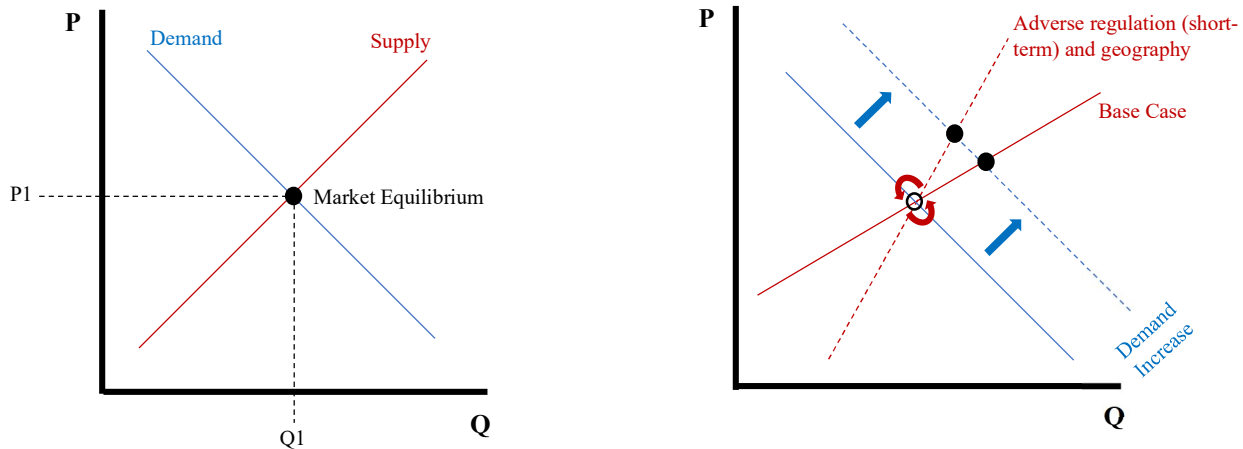 P
Demand
Supply
P1
Market Equilibrium
Q1
Q
P
Adverse regulation (short-
term) and geography
Base Case
Demand
Increase
Q